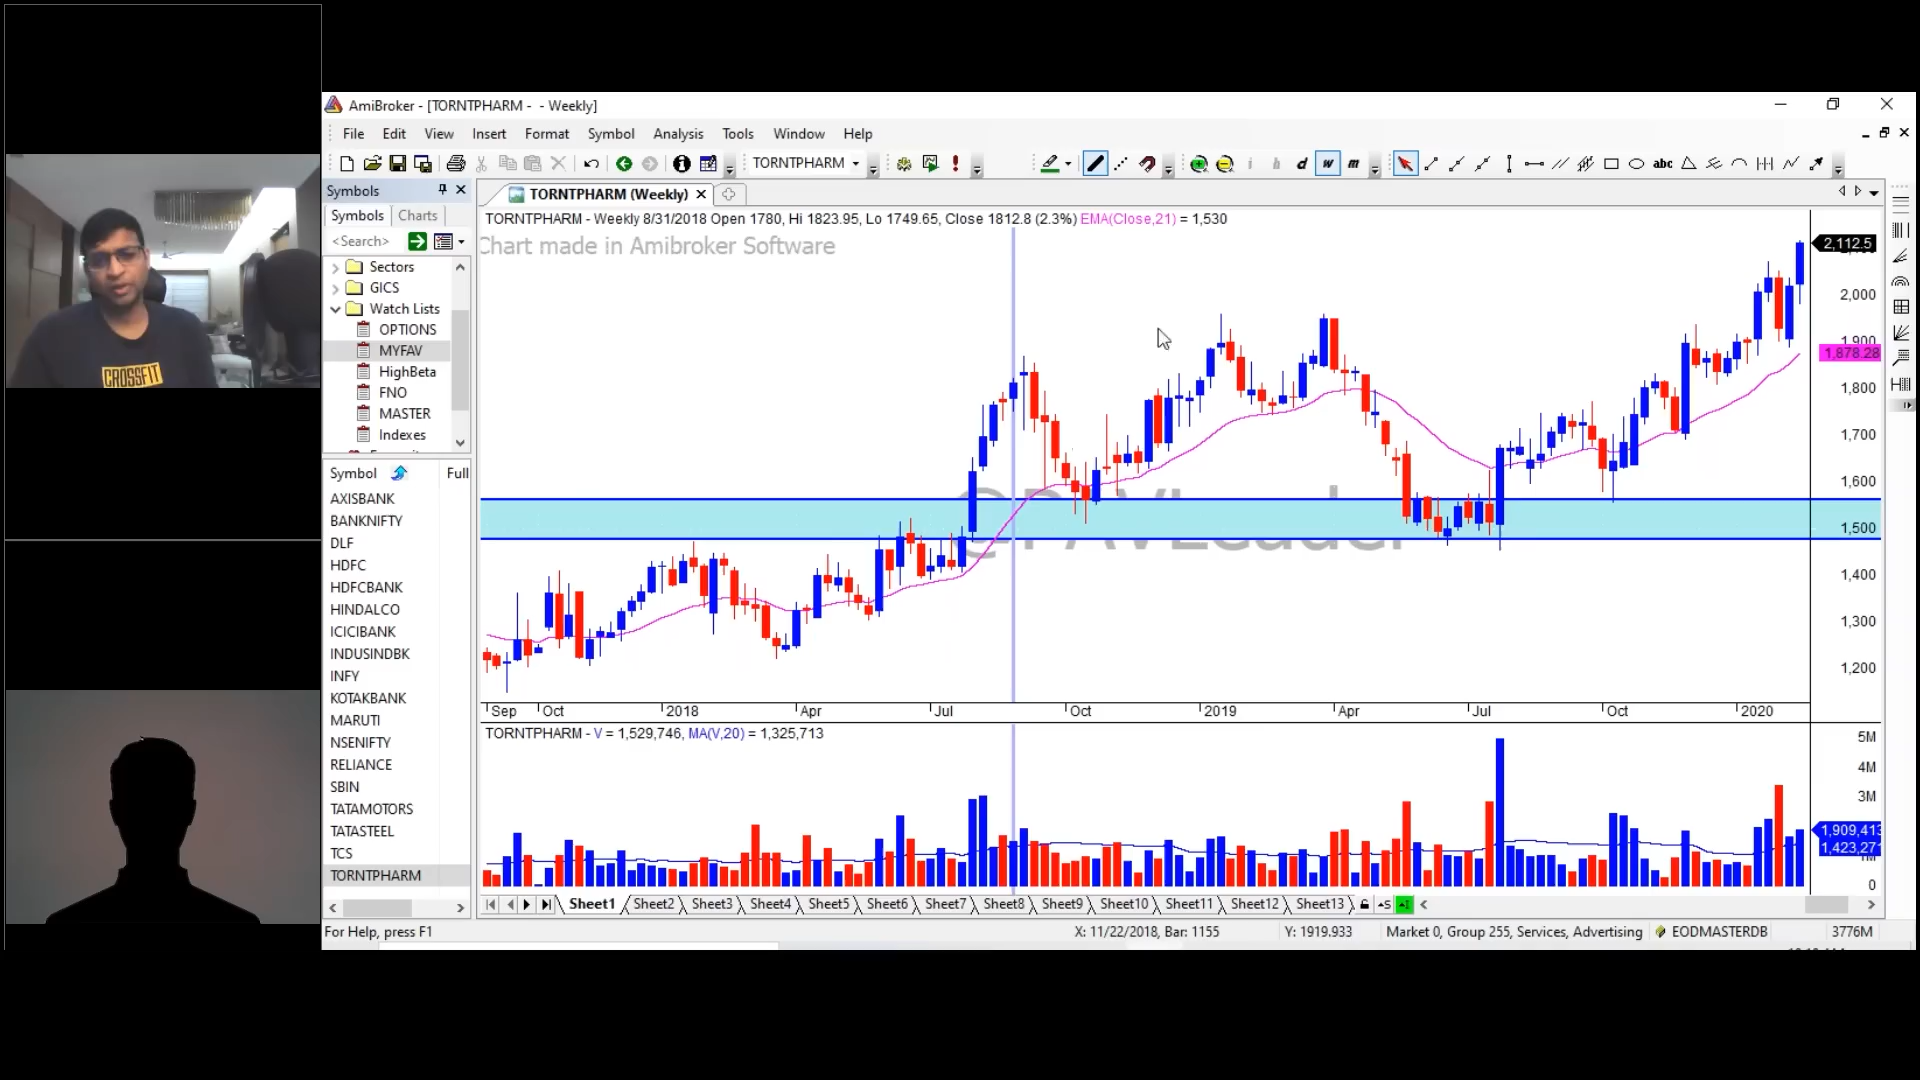 AmiBroker - [TORNTPHARM - - Weekly]
File Edit View Insert Format Symbol Analysis Tools Window Help
TORNTPHARM
i h d w m
abc
Symbols
TORNTPHARM (Weekly)
Symbols Charts
<Search>
Sectors
GICS
Watch Lists
OPTIONS
MYFAV
HighBeta
FNO
MASTER
Indexes
Symbol Full
AXISBANK
BANKNIFTY
DLF
HDFC
HDFCBANK
HINDALCO
ICICIBANK
INDUSINDBK
INFY
KOTAKBANK
MARUTI
NSENIFTY
RELIANCE
SBIN
TATAMOTORS
TATASTEEL
TCS
TORNTPHARM
TORNTPHARM - Weekly 8/31/2018 Open 1780, Hi 1823.95, Lo 1749.65, Close 1812.8 (2.3%) EMA(Close,21) = 1,530
Chart made in Amibroker Software
2,112.5
2,000
1,900
1,878.28
1,800
1,700
1,600
1,500
1,400
1,300
1,200
Sep Oct 2018 Apr Jul Oct 2019 Apr Jul Oct 2020
TORNTPHARM - V = 1,529,746, MA(V,20) = 1,325,713
5M
4M
3M
1,909,413
1,423,27
0
Sheet1 Sheet2 Sheet3 Sheet4 Sheet5 Sheet6 Sheet7 Sheet8 Sheet9 Sheet10 Sheet11 Sheet12 Sheet13
For Help, press F1 X: 11/22/2018, Bar: 1155 Y: 1919.933 Market 0, Group 255, Services, Advertising EODMASTERDB 3776M
CROSSFIT